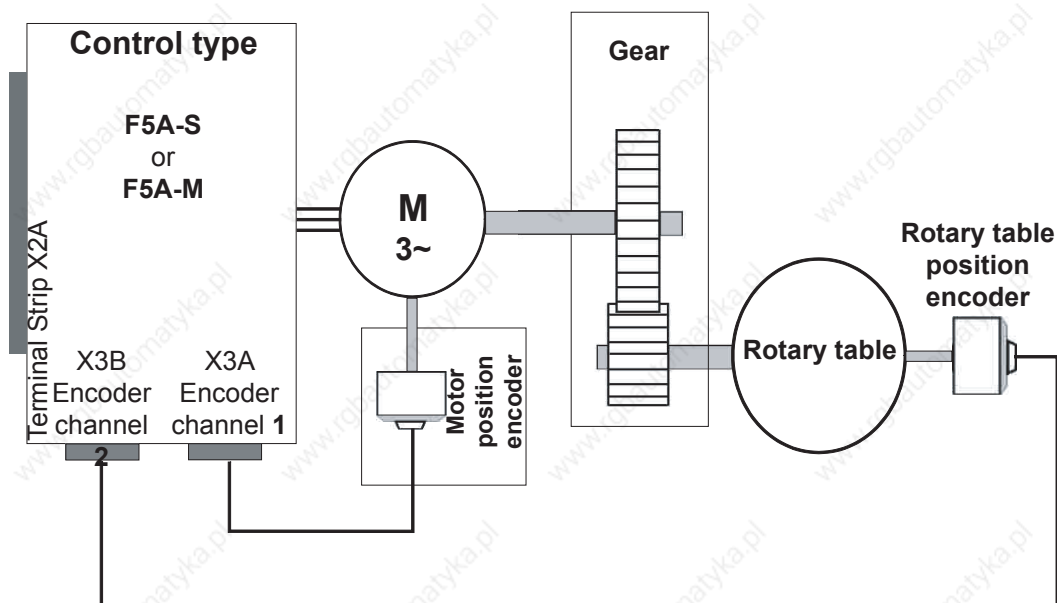 Control type
F5A-S
or
F5A-M
Terminal Strip X2A
X3B
Encoder
channel
2
X3A
Encoder
channel 1
M
3~
Motor
position
encoder
Gear
Rotary table
Rotary table
position
encoder
www.rgbautomatyka.pl